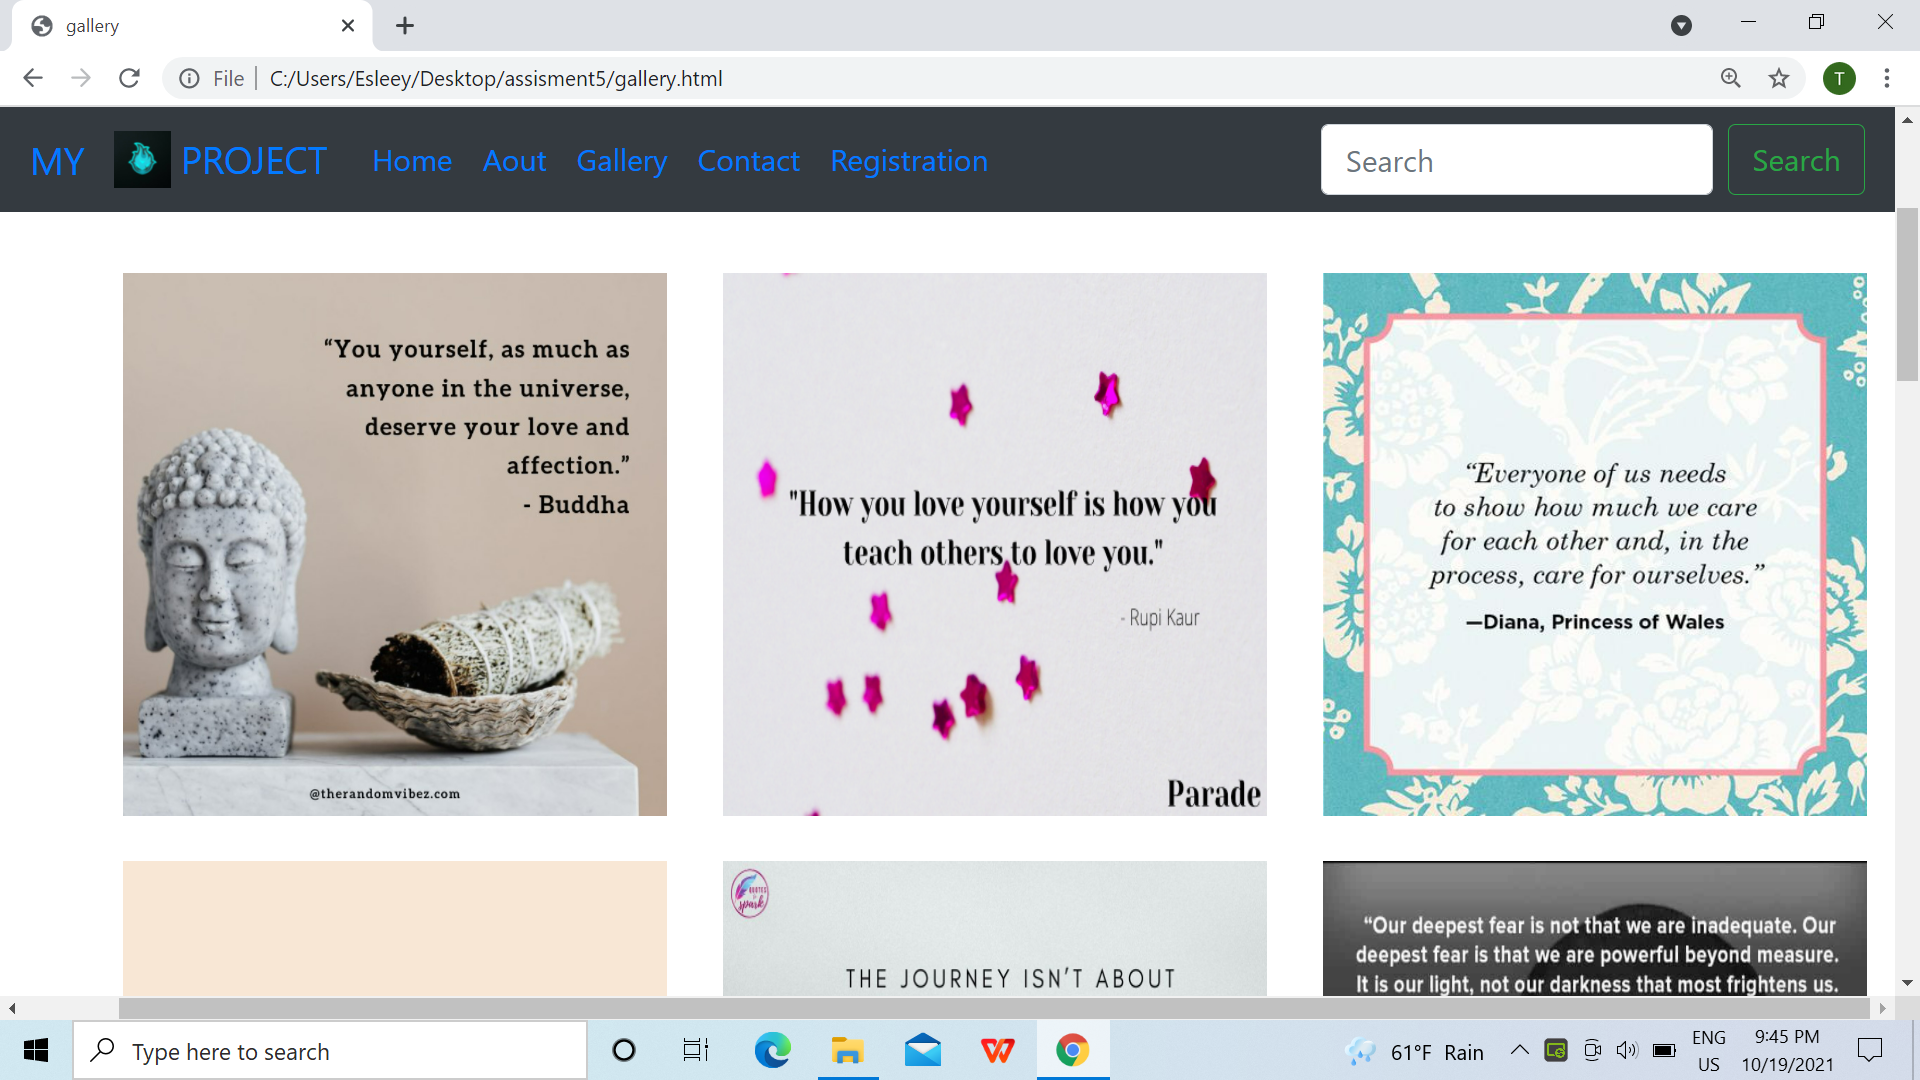 gallery
File
C:/Users/Esleey/Desktop/assisment5/gallery.html
T
MY PROJECT Home Aout Gallery Contact Registration Search Search
“You yourself, as much as
anyone in the universe,
deserve your love and
affection.”
- Buddha
@therandomvibez.com
"How you love yourself is how you
teach others to love you."
- Rupi Kaur
Parade
“Everyone of us needs
to show how much we care
for each other and, in the
process, care for ourselves.”
—Diana, Princess of Wales
QUOTES
spark
THE JOURNEY ISN'T ABOUT
“Our deepest fear is not that we are inadequate. Our
deepest fear is that we are powerful beyond measure.
It is our light, not our darkness that most frightens us.
Type here to search
61°F Rain
ENG
US
9:45 PM
10/19/2021